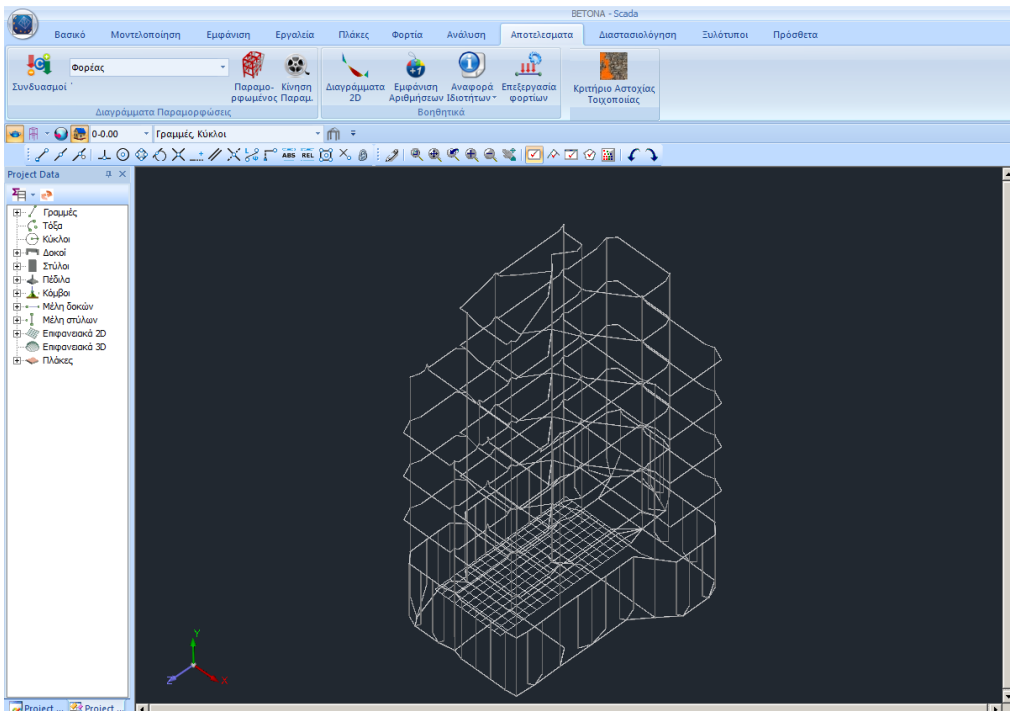 BETONA - Scada
Βασικό Μοντελοποίηση Εμφάνιση Εργαλεία Πλάκες Φορτία Ανάλυση Αποτελεσματα Διαστασιολόγηση Ξυλότυποι Πρόσθετα
Συνδυασμοί
Φορέας
Παραμο-
ρφωμένος
Κίνηση
Παραμ.
Διαγράμματα
2D
Εμφάνιση
Αριθμήσεων
Αναφορά
Ιδιοτήτων
Επεξεργασία
φορτίων
Κριτήριο Αστοχίας
Τοιχοποιίας
Διαγράμματα Παραμορφώσεις
Βοηθητικά
0-0.00
Γραμμές, Κύκλοι
ABS REL
Project Data
Γραμμές
Τόξα
Κύκλοι
Δοκοί
Στύλοι
Πέδιλα
Κόμβοι
Μέλη δοκών
Μέλη στύλων
Επιφανειακά 2D
Επιφανειακά 3D
Πλάκες
Y
Z
X
Project ... Project ...